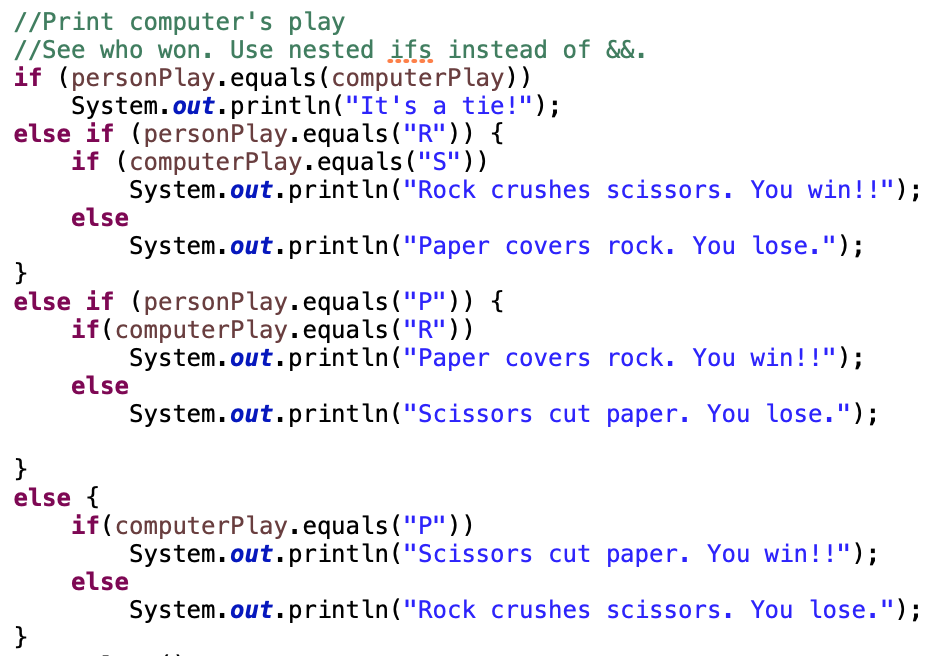 //Print computer's play
//See who won. Use nested ifs instead of &&.
if (personPlay.equals(computerPlay))
    System.out.println("It's a tie!");
else if (personPlay.equals("R")) {
    if (computerPlay.equals("S"))
        System.out.println("Rock crushes scissors. You win!!");
    else
        System.out.println("Paper covers rock. You lose.");
}
else if (personPlay.equals("P")) {
    if(computerPlay.equals("R"))
        System.out.println("Paper covers rock. You win!!");
    else
        System.out.println("Scissors cut paper. You lose.");

}
else {
    if(computerPlay.equals("P"))
        System.out.println("Scissors cut paper. You win!!");
    else
        System.out.println("Rock crushes scissors. You lose.");
}